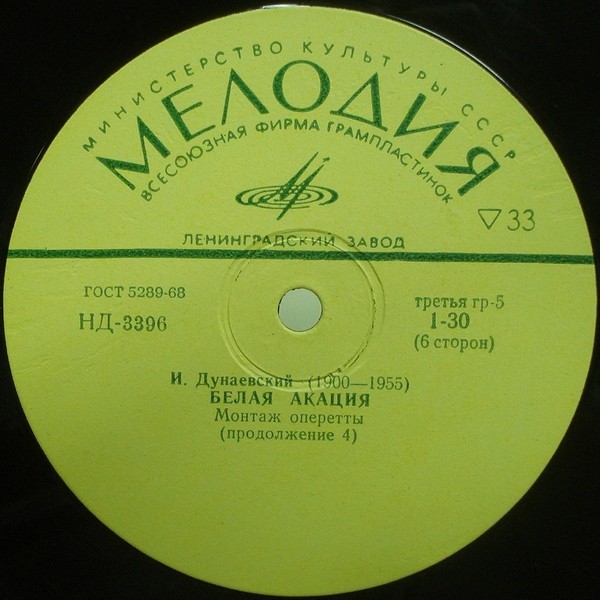 МИНИСТЕРСТВО КУЛЬТУРЫ СССР
МЕЛОДИЯ
ВСЕСОЮЗНАЯ ФИРМА ГРАМПЛАСТИНОК
33
ЛЕНИНГРАДСКИЙ ЗАВОД
ГОСТ 5289-68
НД-3396
третья гр-5
1-30
(6 сторон)
И. Дунаевский (1900—1955)
БЕЛАЯ АКАЦИЯ
Монтаж оперетты
(продолжение 4)